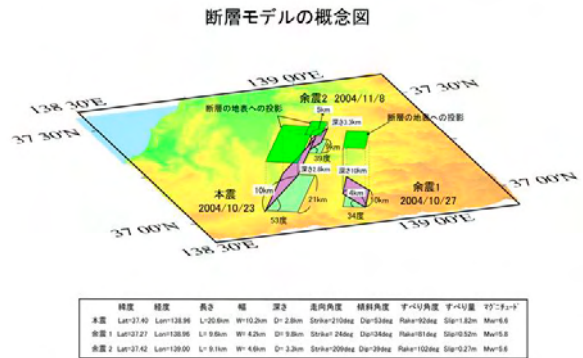 断層モデルの概念図
139 00'E
138 30'E
余震2 2004/11/8
断層の地表への投影
5km
深さ3.3km
断層の地表への投影
37 30'N
37 30'N
39度
深さ2.8km
深さ10km
10km
本震
2004/10/23
21km
4km
10km
余震1
2004/10/27
53度
34度
37 00'N
37 00'N
138 30'E
139 00'E
緯度 経度 長さ 幅 深さ 走向角度 傾斜角度 すべり角度 すべり量 マグニチュード
本震 Lat=37.40 Lon=138.96 L=20.6km W=10.2km D= 2.8km Strike=210deg Dip=53deg Rake=92deg Slip=1.82m Mw=6.6
余震 1 Lat=37.27 Lon=138.96 L= 9.6km W= 4.2km D= 9.8km Strike= 24deg Dip=34deg Rake=81deg Slip=0.52m Mw=5.8
余震 2 Lat=37.42 Lon=139.00 L= 9.1km W= 4.6km D= 3.3km Strike=209deg Dip=39deg Rake=102deg Slip=0.27m Mw=5.6